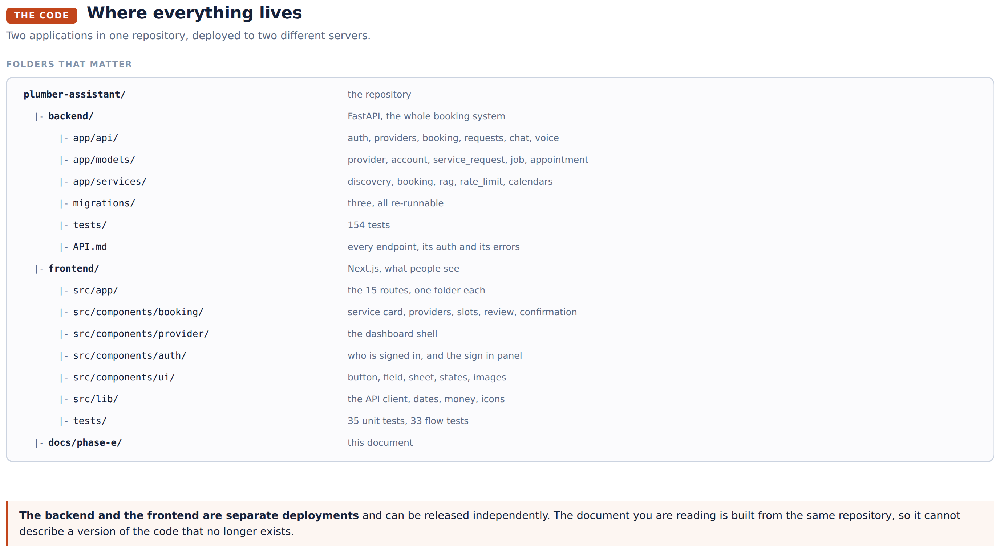 THE CODE Where everything lives
Two applications in one repository, deployed to two different servers.
FOLDERS THAT MATTER
plumber-assistant/ the repository
|- backend/ FastAPI, the whole booking system
|- app/api/ auth, providers, booking, requests, chat, voice
|- app/models/ provider, account, service_request, job, appointment
|- app/services/ discovery, booking, rag, rate_limit, calendars
|- migrations/ three, all re-runnable
|- tests/ 154 tests
|- API.md every endpoint, its auth and its errors
|- frontend/ Next.js, what people see
|- src/app/ the 15 routes, one folder each
|- src/components/booking/ service card, providers, slots, review, confirmation
|- src/components/provider/ the dashboard shell
|- src/components/auth/ who is signed in, and the sign in panel
|- src/components/ui/ button, field, sheet, states, images
|- src/lib/ the API client, dates, money, icons
|- tests/ 35 unit tests, 33 flow tests
|- docs/phase-e/ this document
The backend and the frontend are separate deployments and can be released independently. The document you are reading is built from the same repository, so it cannot
describe a version of the code that no longer exists.